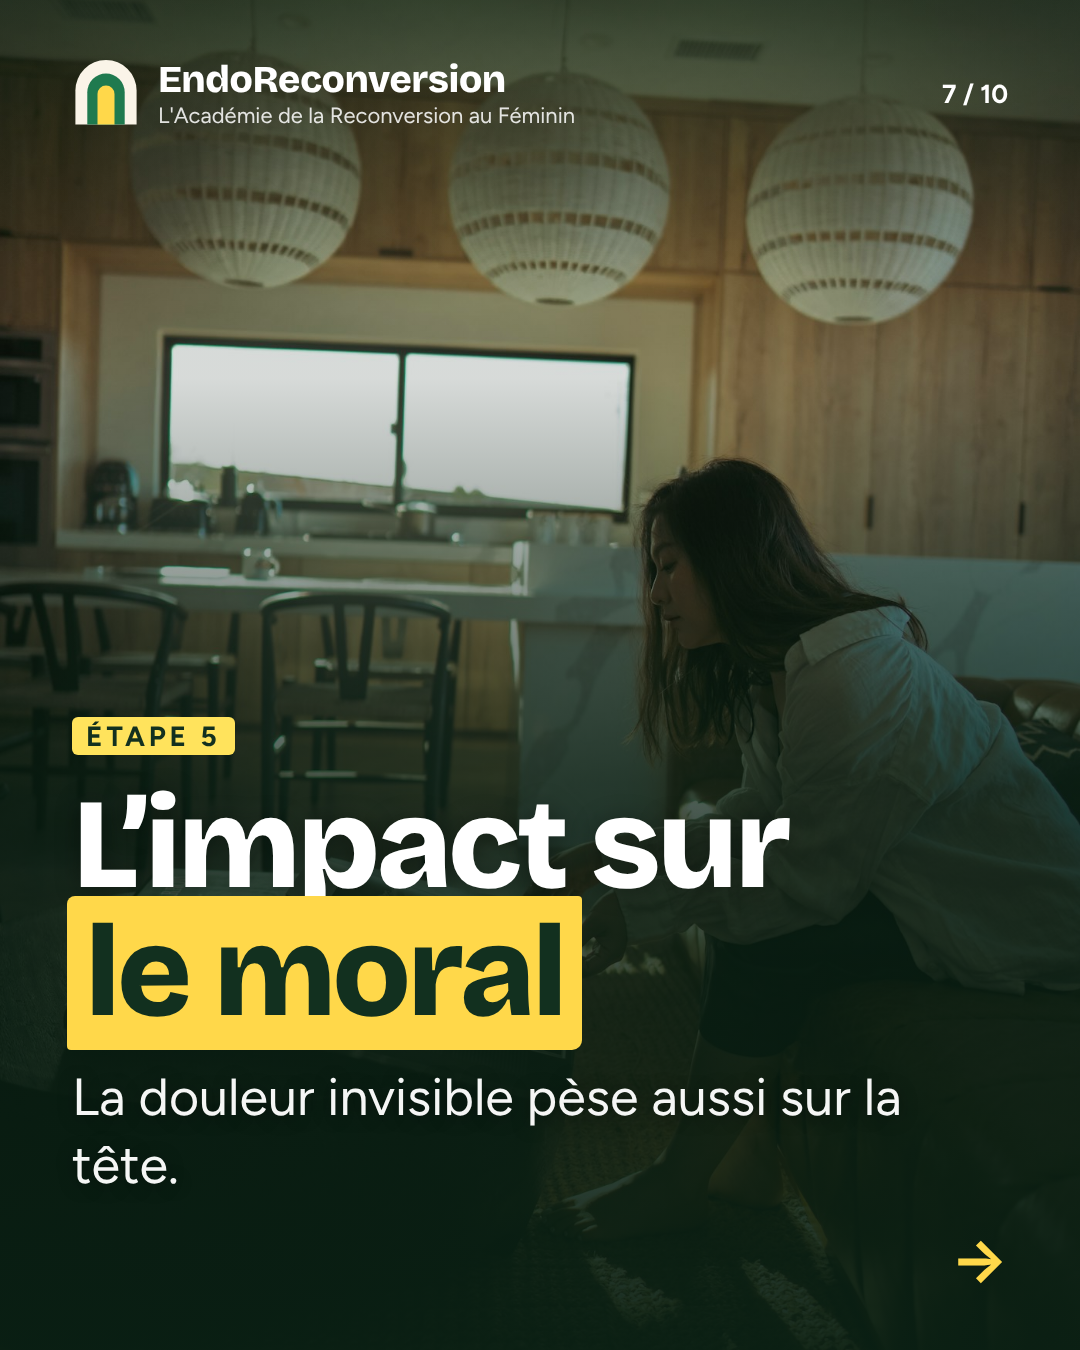 EndoReconversion
L'Académie de la Reconversion au Féminin
7 / 10
ÉTAPE 5
L’impact sur
le moral
La douleur invisible pèse aussi sur la
tête.